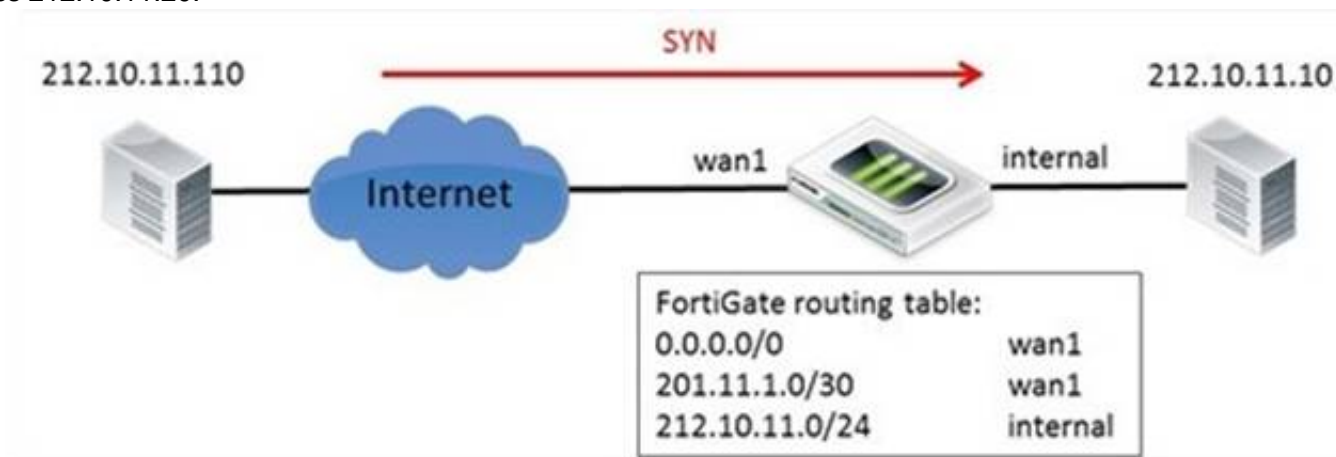 SYN
212.10.11.110
212.10.11.10
wan1
internal
Internet
FortiGate routing table:
0.0.0.0/0 wan1
201.11.1.0/30 wan1
212.10.11.0/24 internal